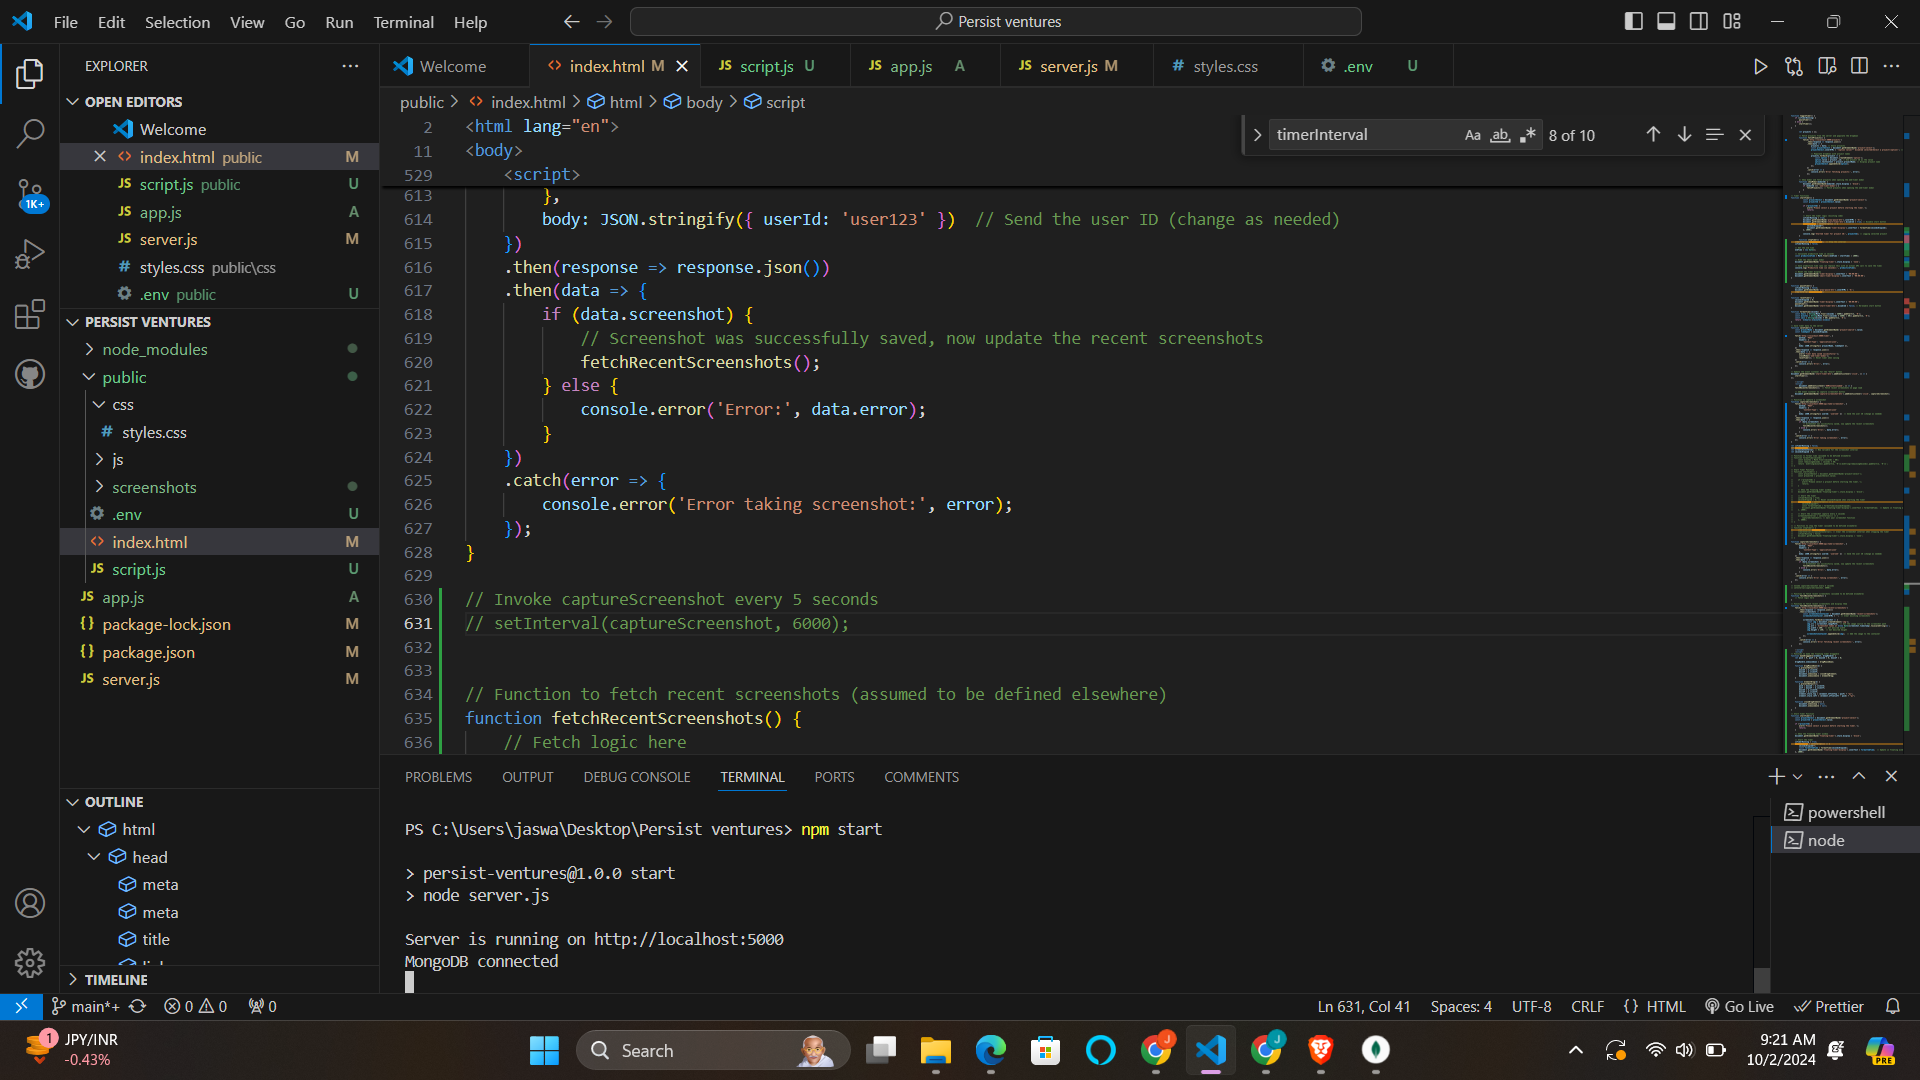 File Edit Selection View Go Run Terminal Help
Persist ventures
EXPLORER
OPEN EDITORS
Welcome
index.html public M
script.js public U
app.js A
server.js M
styles.css public\css
.env public U
PERSIST VENTURES
node_modules
public
css
styles.css
js
screenshots
.env U
index.html M
script.js U
app.js A
package-lock.json M
package.json M
server.js M
OUTLINE
html
head
meta
meta
title
TIMELINE
1K+
Welcome index.html M script.js U app.js A server.js M styles.css .env U
public > index.html > html > body > script
timerInterval Aa ab 8 of 10
2 <html lang="en">
11 <body>
529 <script>
613 },
614 body: JSON.stringify({ userId: 'user123' }) // Send the user ID (change as needed)
615 })
616 .then(response => response.json())
617 .then(data => {
618 if (data.screenshot) {
619 // Screenshot was successfully saved, now update the recent screenshots
620 fetchRecentScreenshots();
621 } else {
622 console.error('Error:', data.error);
623 }
624 })
625 .catch(error => {
626 console.error('Error taking screenshot:', error);
627 });
628 }
629
630 // Invoke captureScreenshot every 5 seconds
631 // setInterval(captureScreenshot, 6000);
632
633
634 // Function to fetch recent screenshots (assumed to be defined elsewhere)
635 function fetchRecentScreenshots() {
636 // Fetch logic here
PROBLEMS OUTPUT DEBUG CONSOLE TERMINAL PORTS COMMENTS
PS C:\Users\jaswa\Desktop\Persist ventures> npm start
> persist-ventures@1.0.0 start
> node server.js
Server is running on http://localhost:5000
MongoDB connected
powershell
node
main*+ 0 0 0 Ln 631, Col 41 Spaces: 4 UTF-8 CRLF {} HTML Go Live Prettier
1 JPY/INR
-0.43%
Search
J
J
9:21 AM
10/2/2024
PRE